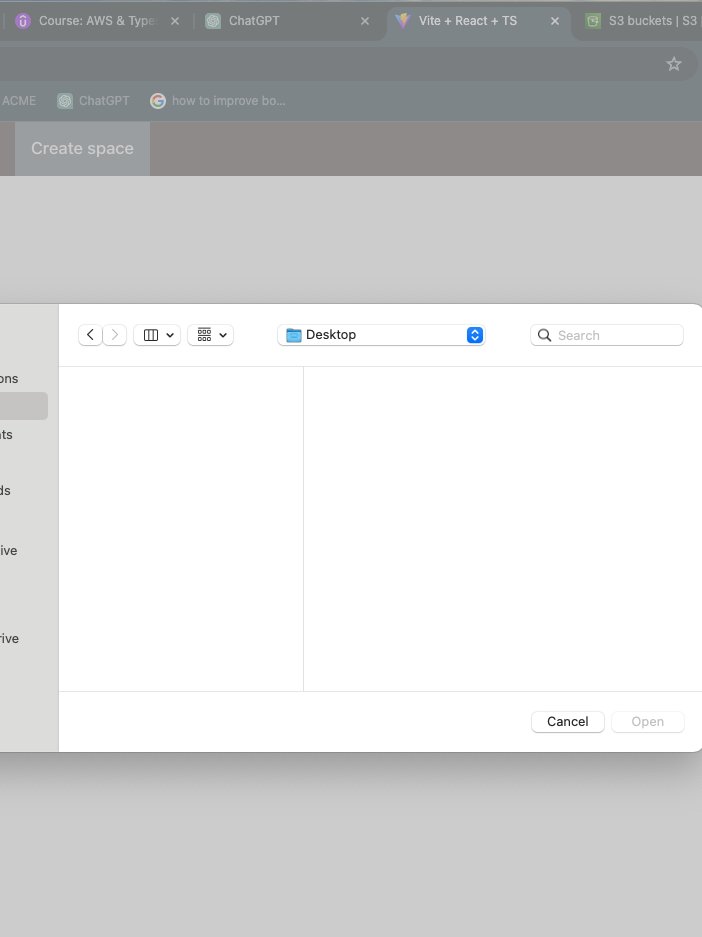 Course: AWS & Type
ChatGPT
Vite + React + TS
S3 buckets | S3
ACME
ChatGPT
how to improve bo...
Create space
Desktop
Search
ons
nts
ds
ive
rive
Cancel
Open